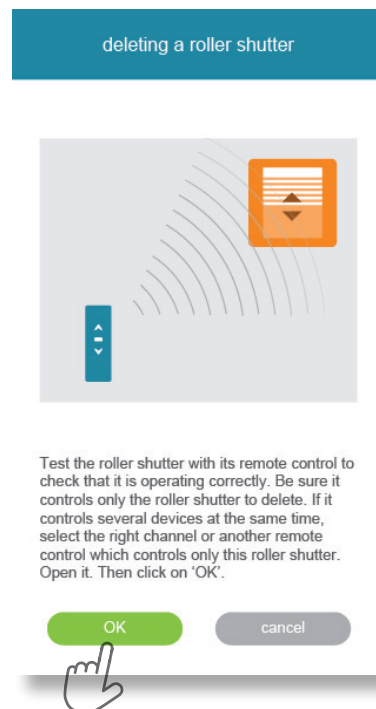 deleting a roller shutter
Test the roller shutter with its remote control to
check that it is operating correctly. Be sure it
controls only the roller shutter to delete. If it
controls several devices at the same time,
select the right channel or another remote
control which controls only this roller shutter.
Open it. Then click on ‘OK’.
OK cancel